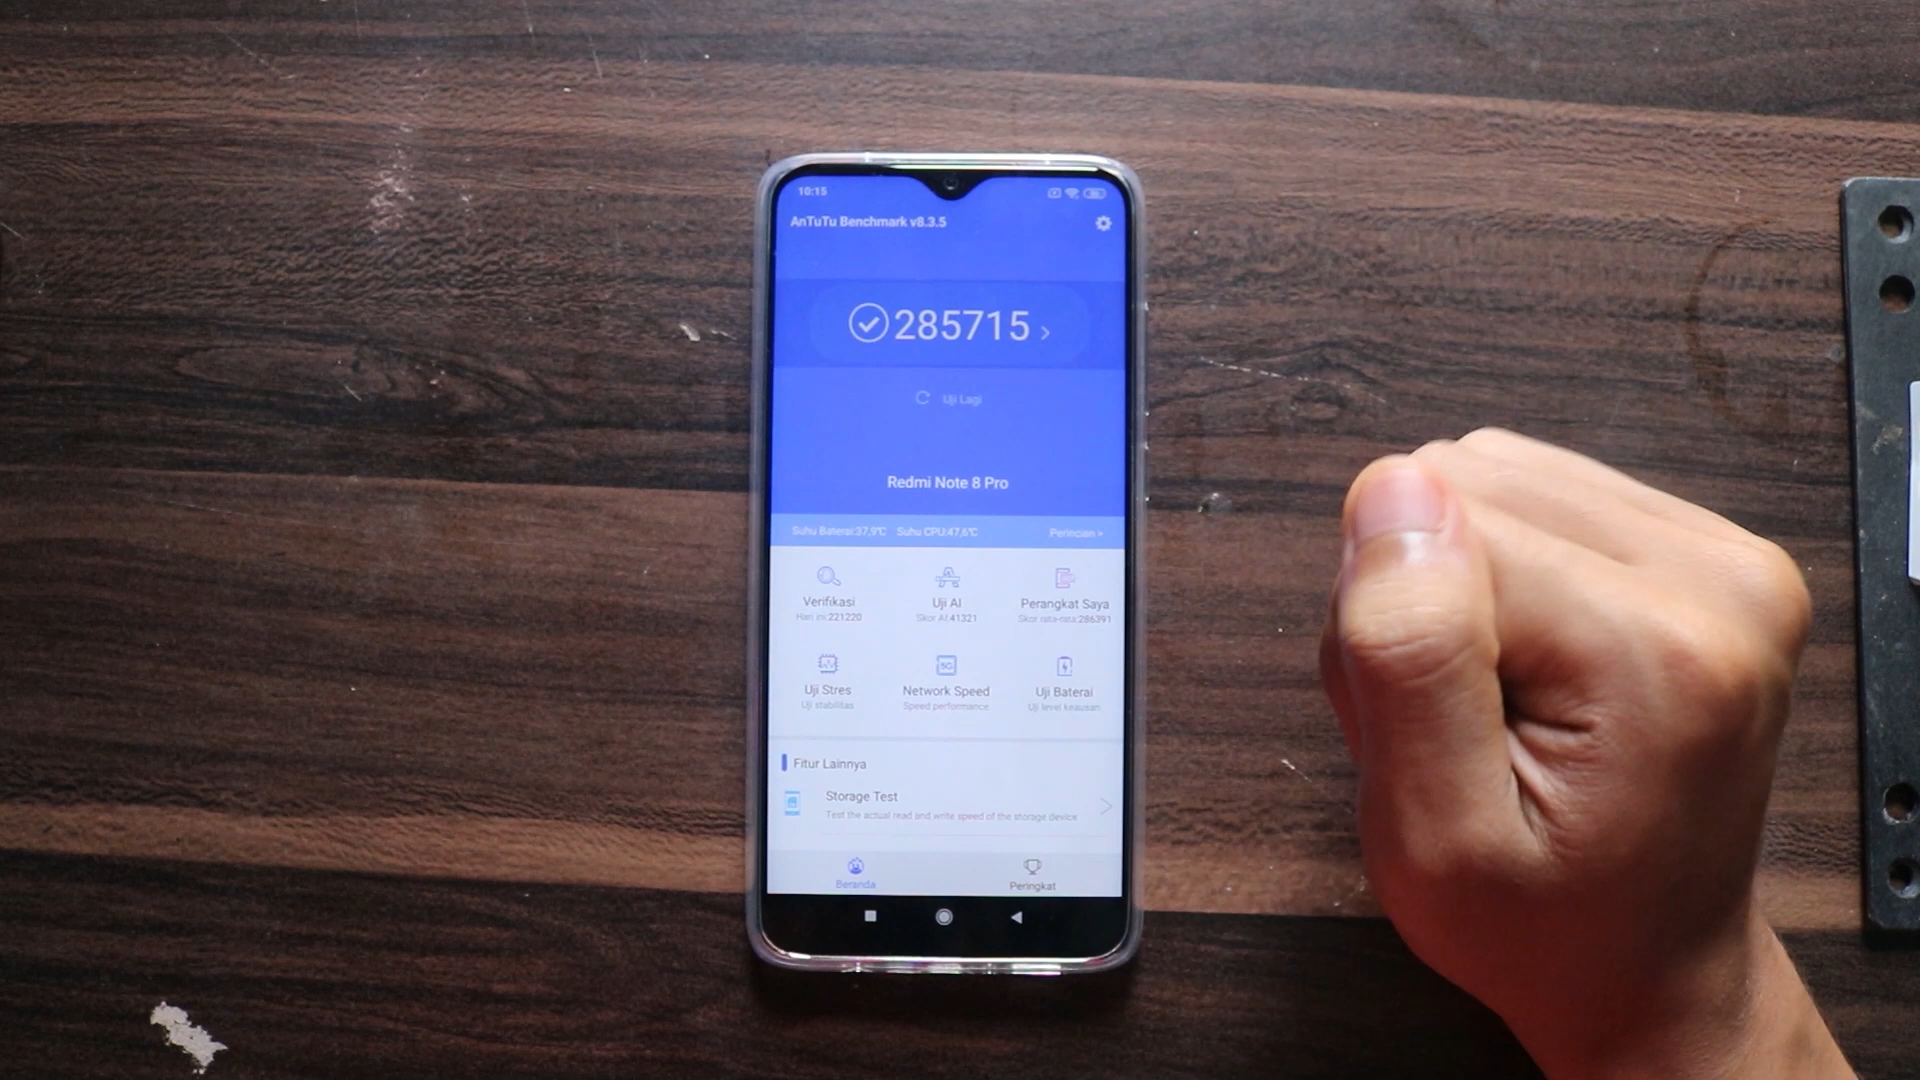 10:15
AnTuTu Benchmark v8.3.5
285715
Uji Lagi
Redmi Note 8 Pro
Suhu Baterai:37,9°C Suhu CPU:47,6°C Perincian >
Verifikasi Uji AI Perangkat Saya
Hari ini:221220 Skor AI:41321 Skor rata-rata:286391
Uji Stres Network Speed Uji Baterai
Uji stabilitas Speed performance Uji level keausan
Fitur Lainnya
Storage Test
Test the actual read and write speed of the storage device
Beranda Peringkat